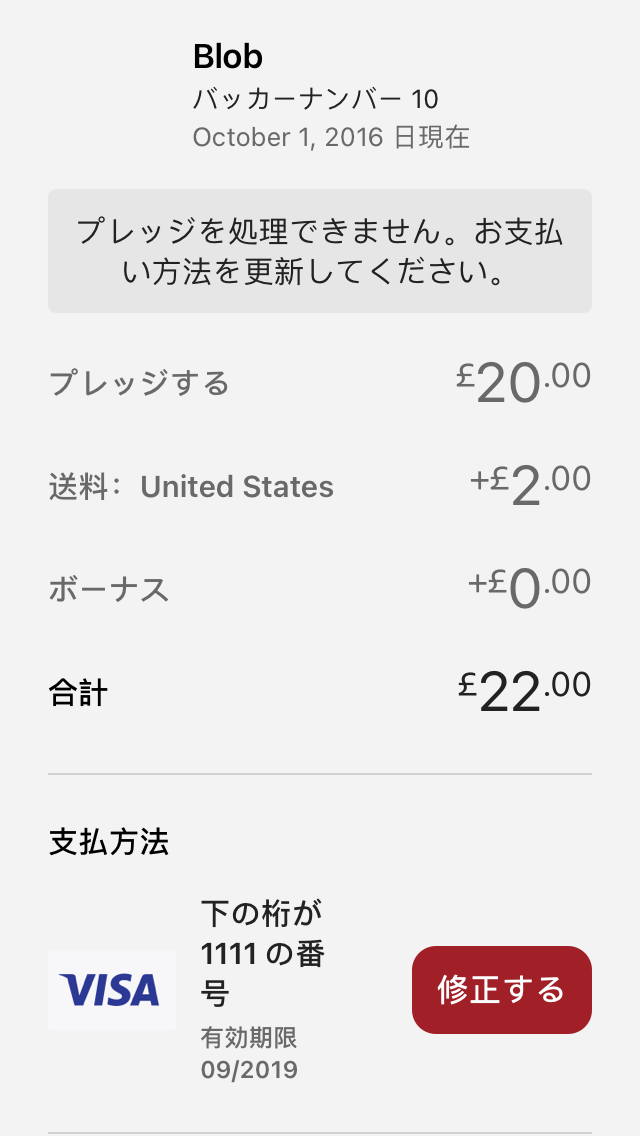 Blob
バッカーナンバー 10
October 1, 2016 日現在
プレッジを処理できません。お支払
い方法を更新してください。
プレッジする £20.00
送料： United States +£2.00
ボーナス +£0.00
合計 £22.00
支払方法
下の桁が
1111 の番
号
VISA
修正する
有効期限
09/2019